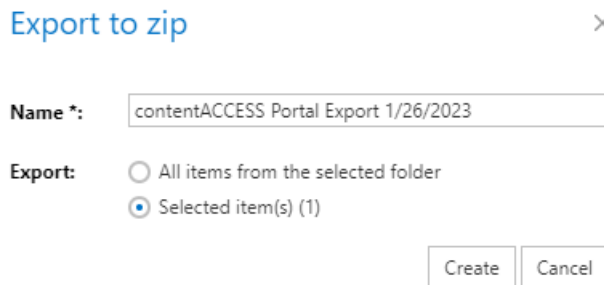 Export to zip
Name *: contentACCESS Portal Export 1/26/2023
Export: All items from the selected folder
Selected item(s) (1)
Create Cancel